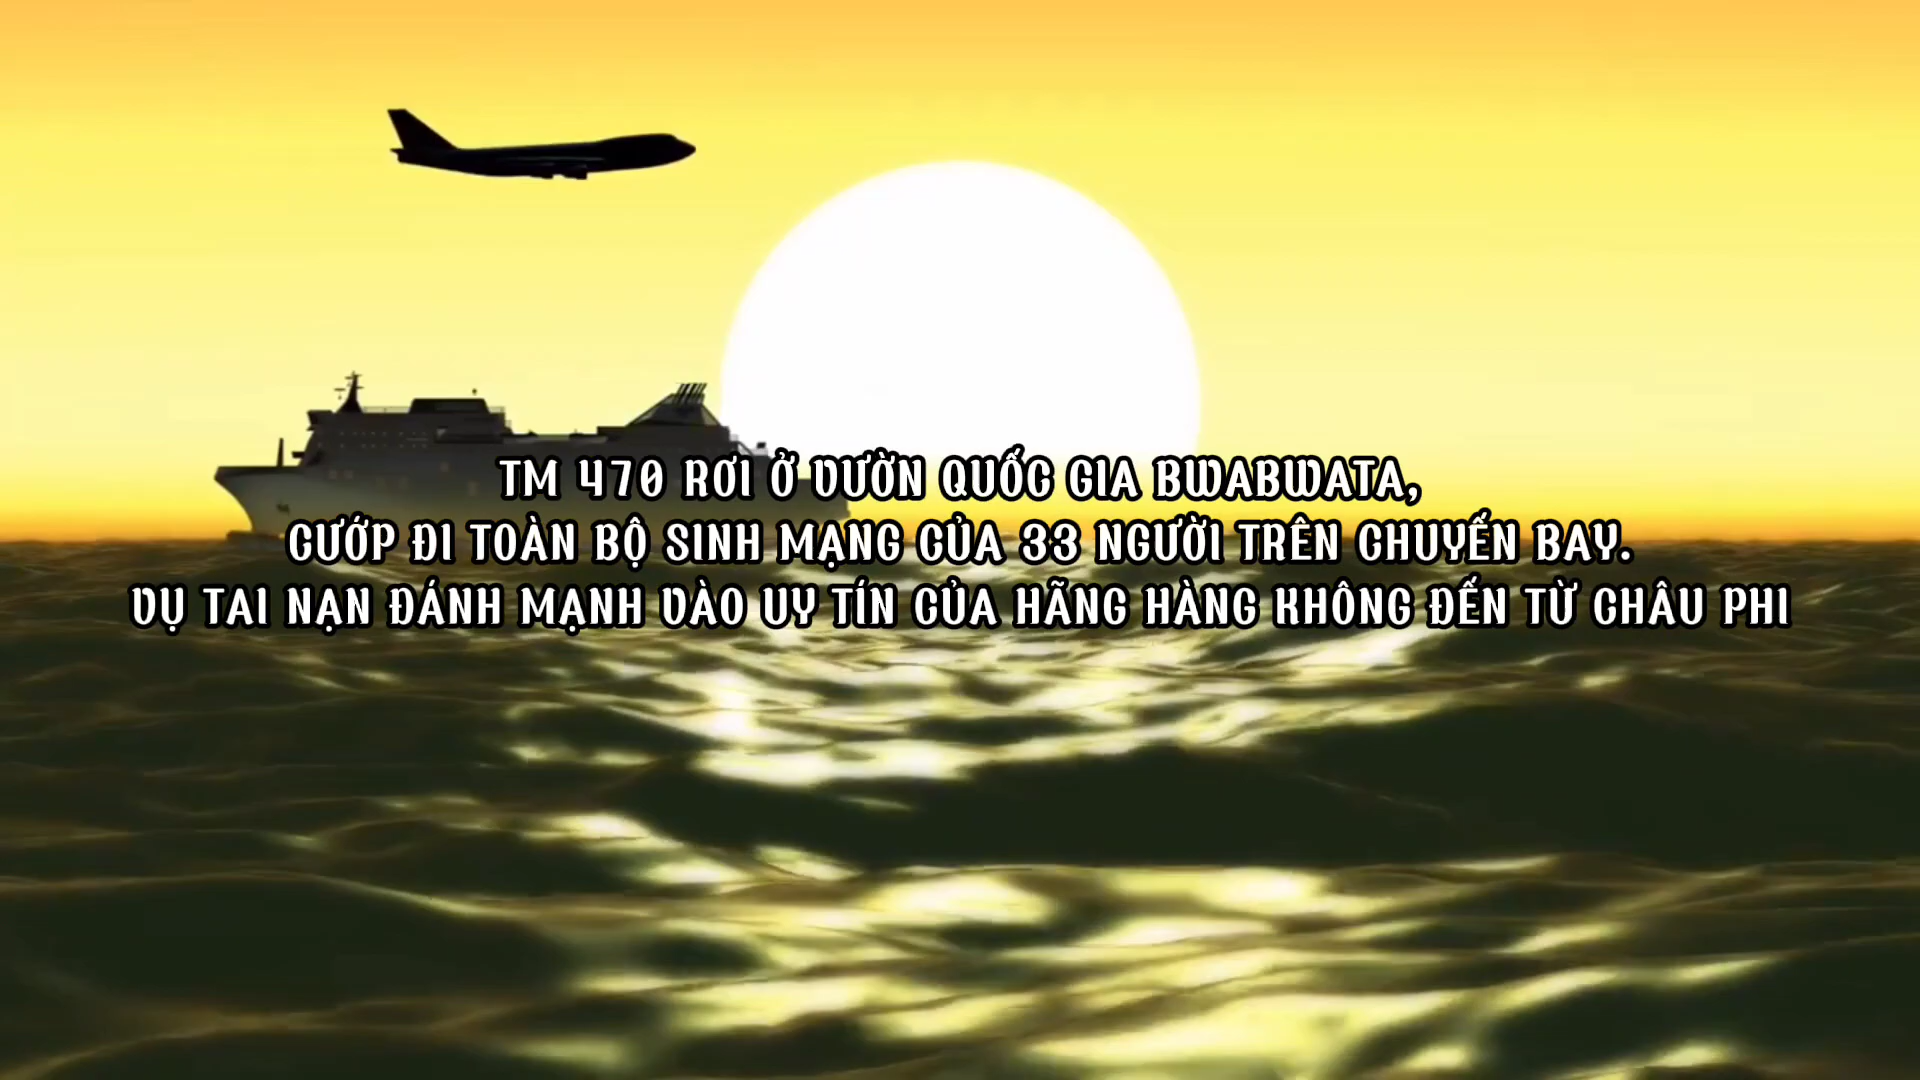 TM 470 RƠI Ở VƯỜN QUỐC GIA BWABWATA,
CƯỚP ĐI TOÀN BỘ SINH MẠNG CỦA 33 NGƯỜI TRÊN CHUYẾN BAY.
VỤ TAI NẠN ĐÁNH MẠNH VÀO UY TÍN CỦA HÃNG HÀNG KHÔNG ĐẾN TỪ CHÂU PHI